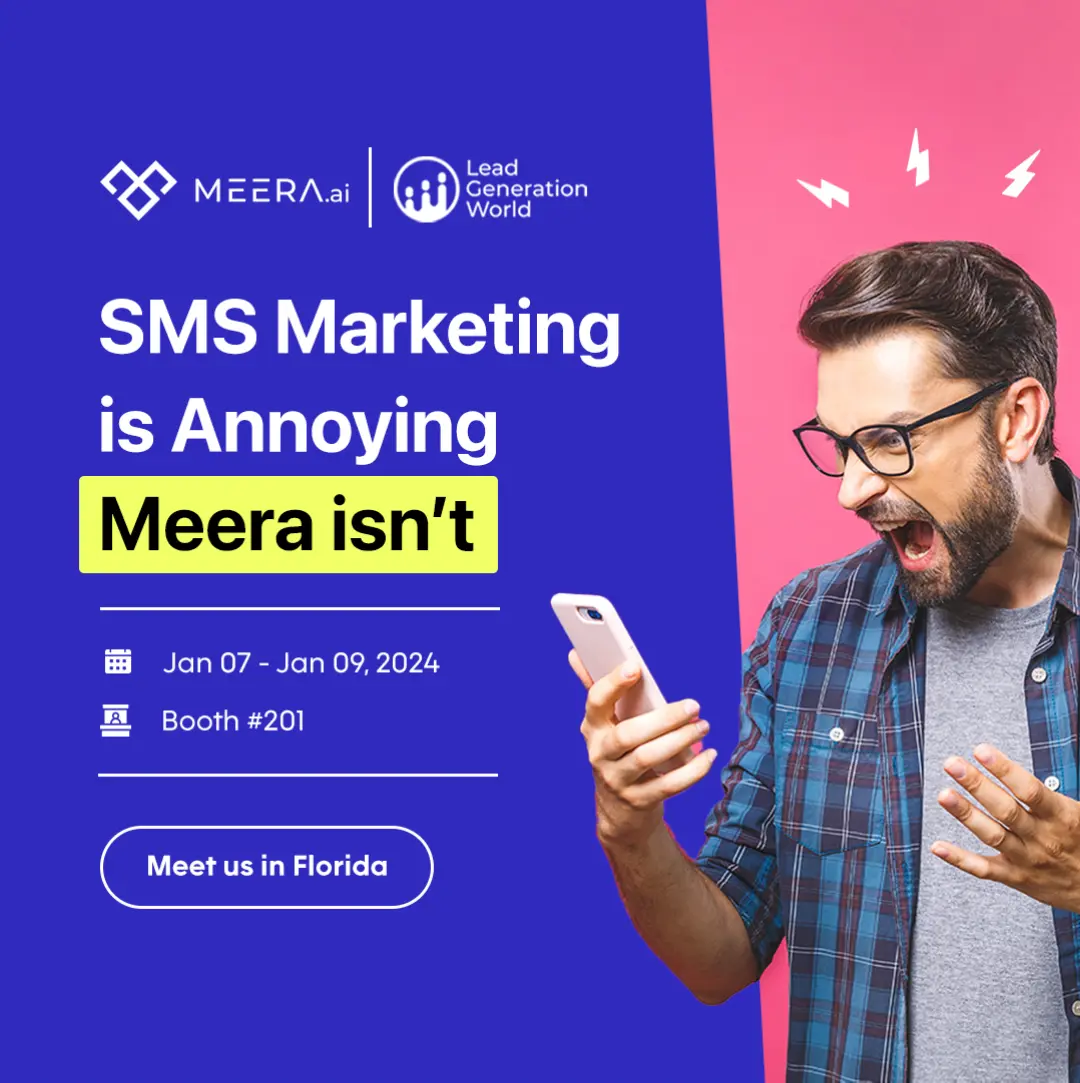 MEERA.ai
Lead
Generation
World
SMS Marketing
is Annoying
Meera isn’t
Jan 07 - Jan 09, 2024
Booth #201
Meet us in Florida